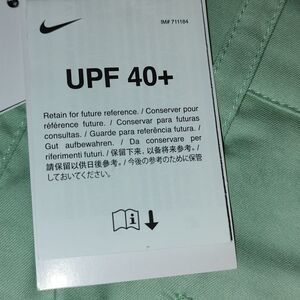 IM# 711184
UPF 40+
Retain for future reference. / Conserver pour
référence future. / Conservar para futuras
consultas. / Guarde para referência futura. /
Gut aufbewahren. / Da conservare per
riferimenti futuri. / 保留下来，以备将来参考。 /
請保留以供日後參考。 / 今後の参考のために保管
しておいてください。